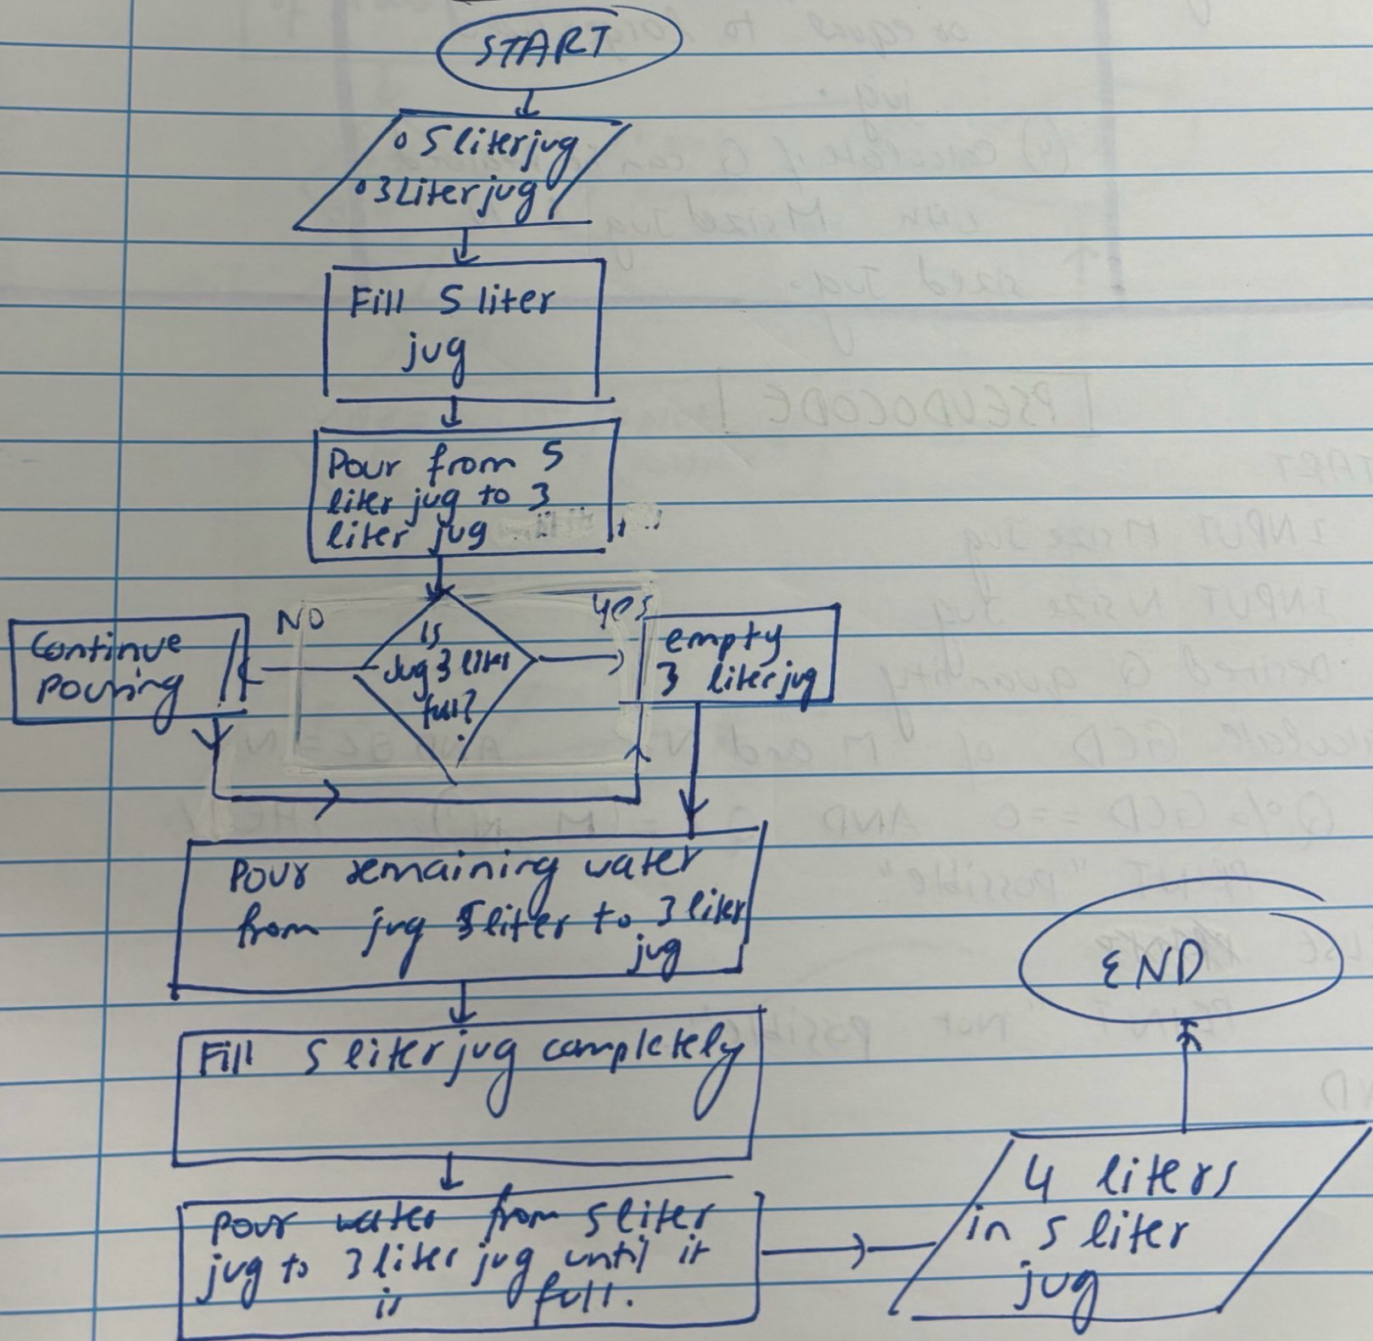 START
5 liter jug
3 Liter jug
Fill 5 liter
jug
Pour from 5
liter jug to 3
liter jug
NO
yes
Continue
pouring
is
Jug 3 liter
full?
empty
3 liter jug
Pour remaining water
from jug 5 liter to 3 liter
jug
Fill 5 liter jug completely
pour water from 5 liter
jug to 3 liter jug until it
is full.
4 liters
in 5 liter
jug
END